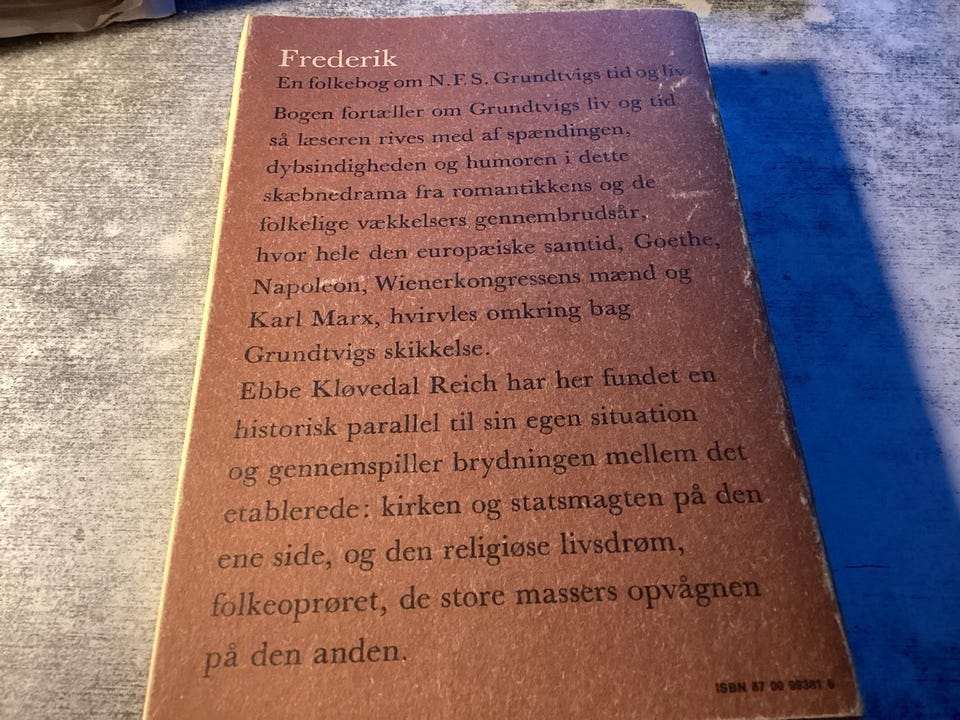 Frederik
En folkebog om N.F.S. Grundtvigs tid og liv
Bogen fortæller om Grundtvigs liv og tid
så læseren rives med af spændingen,
dybsindigheden og humoren i dette
skæbnedrama fra romantikkens og de
folkelige vækkelsers gennembrudsår,
hvor hele den europæiske samtid, Goethe,
Napoleon, Wienerkongressens mænd og
Karl Marx, hvirvles omkring bag
Grundtvigs skikkelse.
Ebbe Kløvedal Reich har her fundet en
historisk parallel til sin egen situation
og gennemspiller brydningen mellem det
etablerede: kirken og statsmagten på den
ene side, og den religiøse livsdrøm,
folkeoprøret, de store massers opvågnen
på den anden.
ISBN 87 00 99381 6